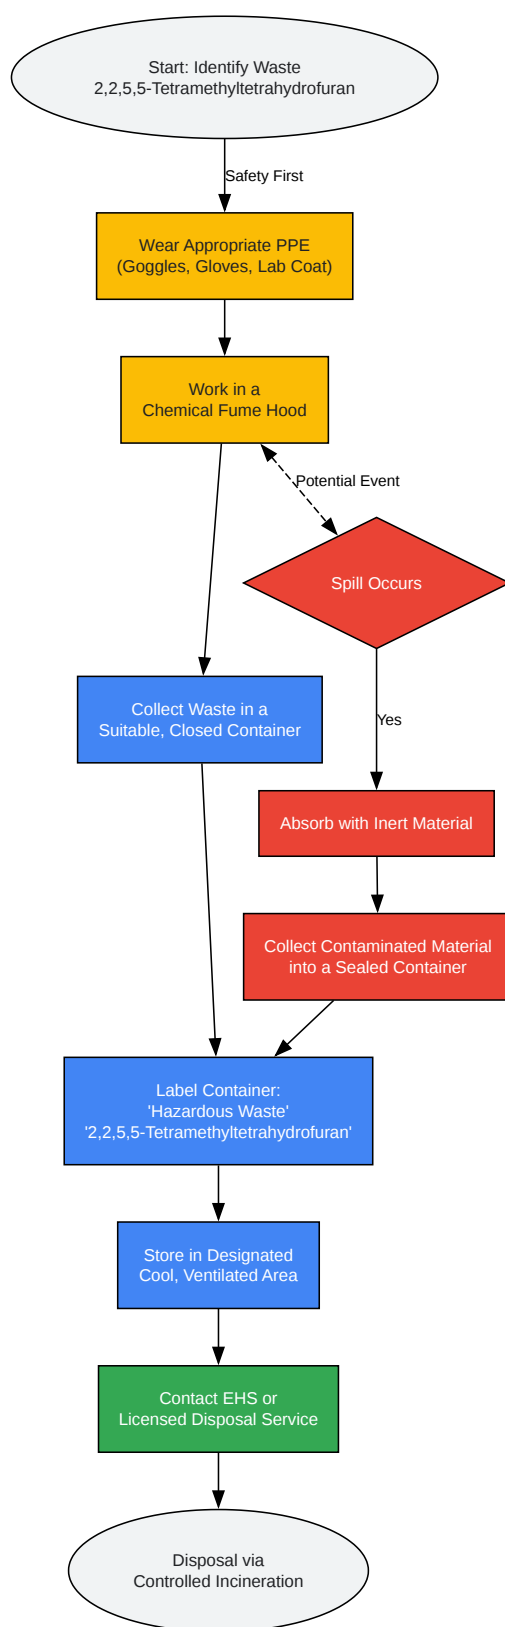 Start: Identify Waste
2,2,5,5-Tetramethyltetrahydrofuran
Safety First
Wear Appropriate PPE
(Goggles, Gloves, Lab Coat)
Work in a
Chemical Fume Hood
Potential Event
Spill Occurs
Collect Waste in a
Suitable, Closed Container
Yes
Absorb with Inert Material
Collect Contaminated Material
into a Sealed Container
Label Container:
'Hazardous Waste'
'2,2,5,5-Tetramethyltetrahydrofuran'
Store in Designated
Cool, Ventilated Area
Contact EHS or
Licensed Disposal Service
Disposal via
Controlled Incineration